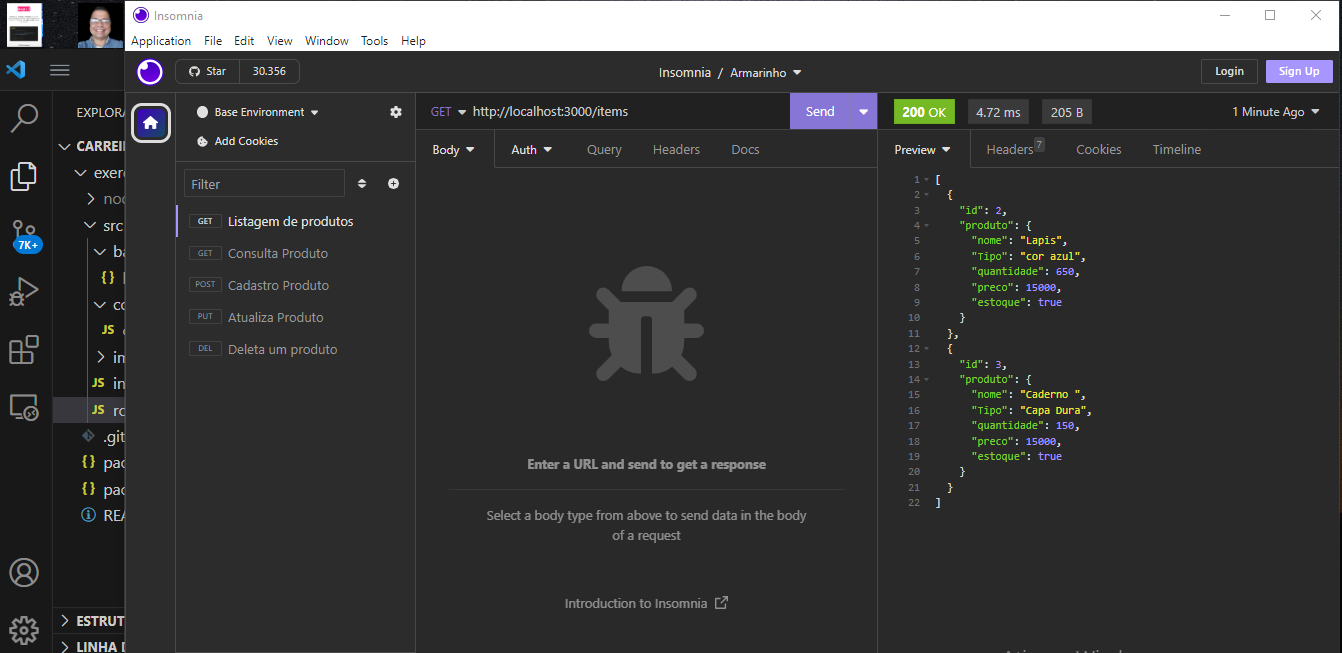 Insomnia
Application File Edit View Window Tools Help
Star 30.356
Insomnia / Armarinho
Login Sign Up
Base Environment
Add Cookies
Filter
GET Listagem de produtos
GET Consulta Produto
POST Cadastro Produto
PUT Atualiza Produto
DEL Deleta um produto
GET http://localhost:3000/items Send
Body Auth Query Headers Docs
Enter a URL and send to get a response
Select a body type from above to send data in the body
of a request
Introduction to Insomnia
200 OK 4.72 ms 205 B 1 Minute Ago
Preview Headers 7 Cookies Timeline
1 [
2 {
3 "id": 2,
4 "produto": {
5 "nome": "Lapis",
6 "Tipo": "cor azul",
7 "quantidade": 650,
8 "preco": 15000,
9 "estoque": true
10 }
11 },
12 {
13 "id": 3,
14 "produto": {
15 "nome": "Caderno ",
16 "Tipo": "Capa Dura",
17 "quantidade": 150,
18 "preco": 15000,
19 "estoque": true
20 }
21 }
22 ]
7K+
EXPLORA
CARREI
exer
src
JS
in
JS in
JS ro
.git
{} pac
{} pac
REA
ESTRUT
LINHA D